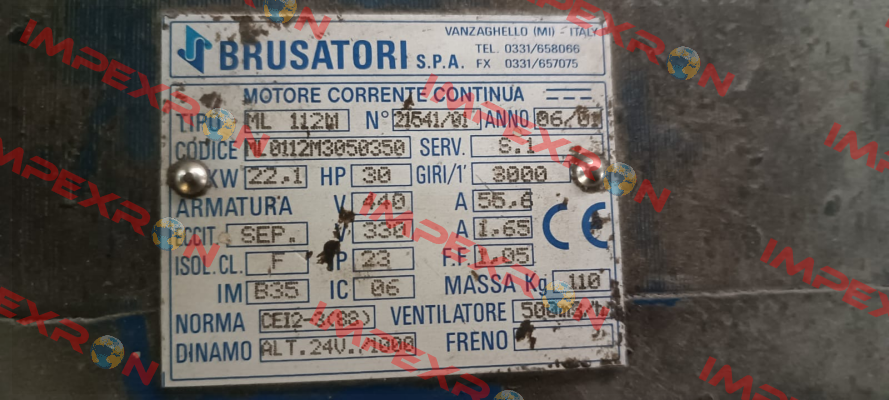 VANZAGHELLO (MI) - ITALY
BRUSATORI S.P.A.
TEL. 0331/658066
FX 0331/657075
MOTORE CORRENTE CONTINUA
TIPO ML 112M N° 21541/01 ANNO 06/01
CODICE ML0112M3050350 SERV. S.1
KW 22.1 HP 30 GIRI/1' 3000
ARMATURA V 440 A 55.6
ECCIT. SEP. V 330 A 1.65
ISOL.CL. F IP 23 F.F. 1.05
IM B35 IC 06 MASSA Kg 110
NORMA CEI2-3(88) VENTILATORE 500m3/h
DINAMO ALT.24V./1000 FRENO
CE
IMPEXRON